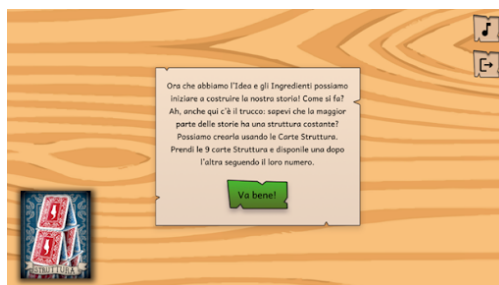 Ora che abbiamo l'Idea e gli Ingredienti possiamo
iniziare a costruire la nostra storia! Come si fa?
Ah, anche qui c'è il trucco: sapevi che la maggior
parte delle storie ha una struttura costante?
Possiamo crearla usando le Carte Struttura.
Prendi le 9 carte Struttura e disponile una dopo
l'altra seguendo il loro numero.
Va bene!
STRUTTURA